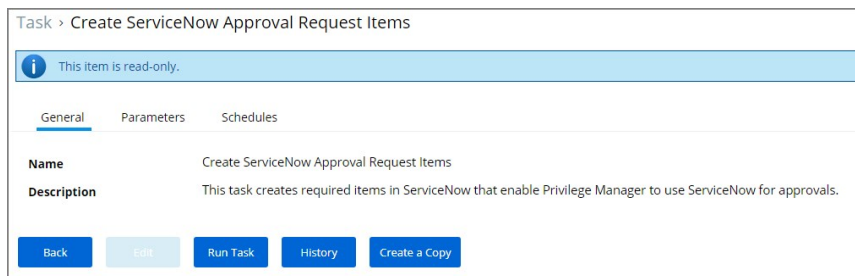 Task › Create ServiceNow Approval Request Items
i This item is read-only.
General Parameters Schedules
Name Create ServiceNow Approval Request Items
Description This task creates required items in ServiceNow that enable Privilege Manager to use ServiceNow for approvals.
Back Edit Run Task History Create a Copy